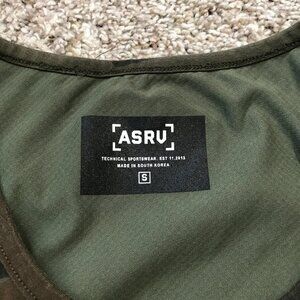 [ASRV]
TECHNICAL SPORTSWEAR. EST 11.2013
MADE IN SOUTH KOREA
S